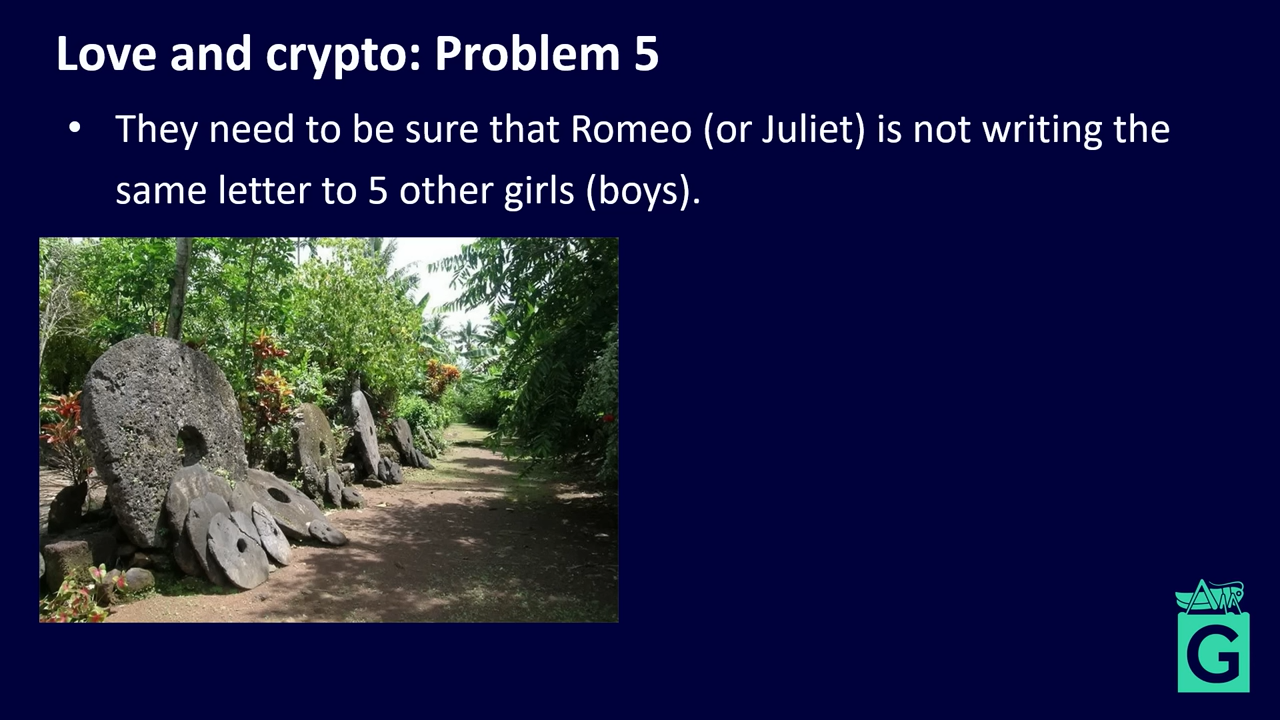 Love and crypto: Problem 5
• They need to be sure that Romeo (or Juliet) is not writing the
same letter to 5 other girls (boys).
G